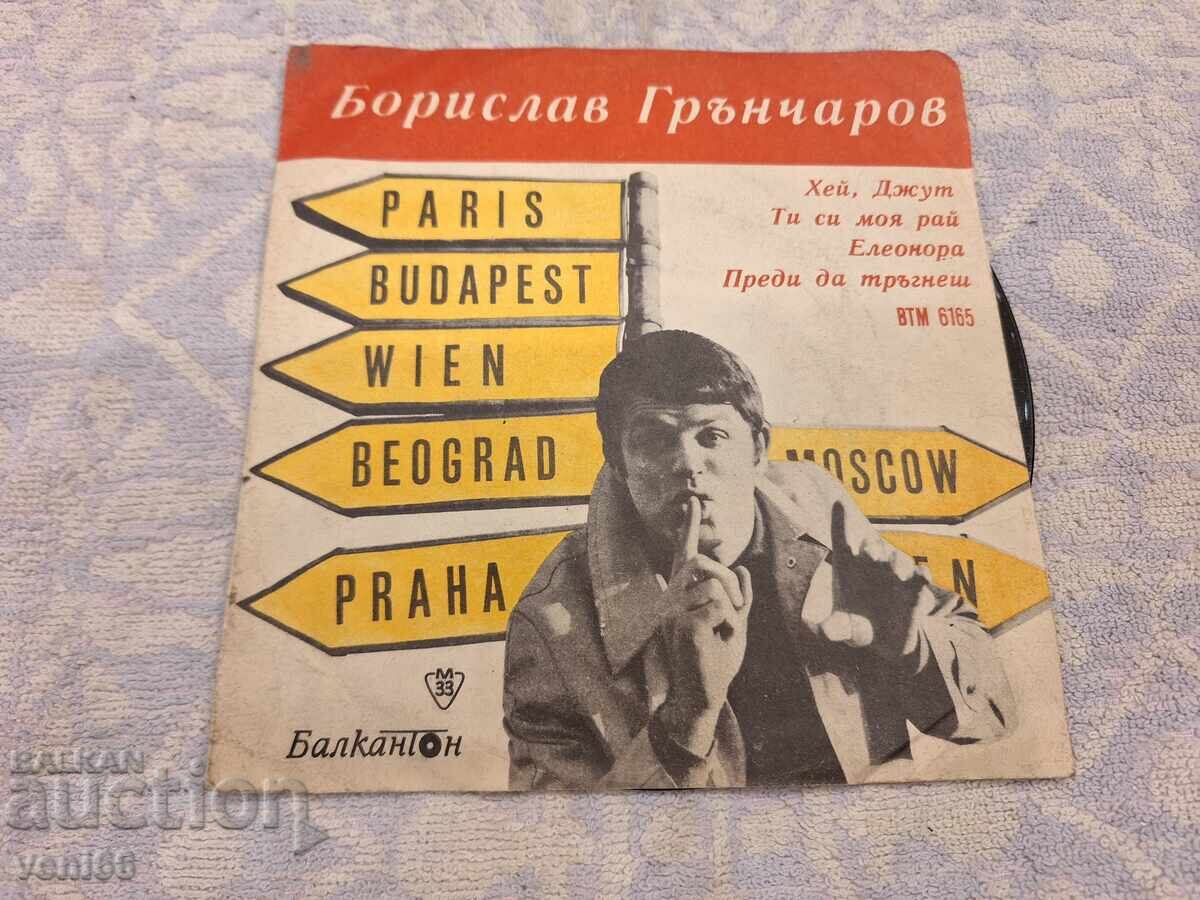 Борислав Грънчаров
Хей, Джут
Ти си моя рай
Елеонора
Преди да тръгнеш
ВТМ 6165
PARIS
BUDAPEST
WIEN
BEOGRAD
MOSCOW
PRAHA
EN
М
33
Балкантон
BALKAN
auction
veni66